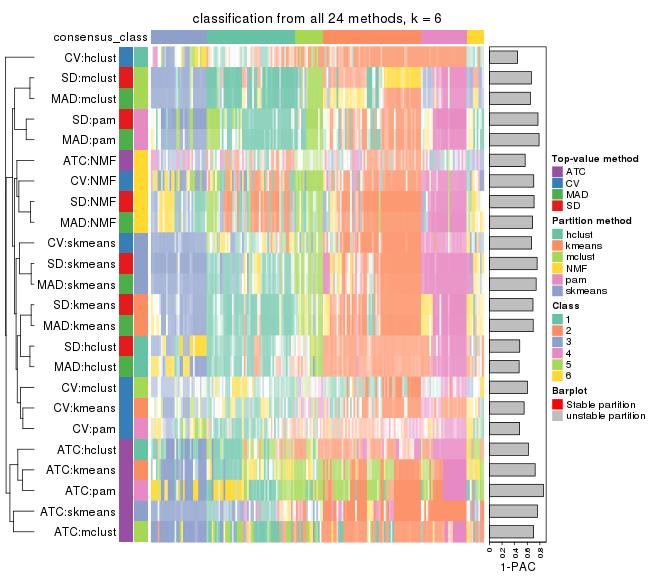 classification from all 24 methods, k = 6
consensus_class
CV:hclust
SD:mclust
MAD:mclust
SD:pam
MAD:pam
ATC:NMF
CV:NMF
SD:NMF
MAD:NMF
CV:skmeans
SD:skmeans
MAD:skmeans
SD:kmeans
MAD:kmeans
SD:hclust
MAD:hclust
CV:mclust
CV:kmeans
CV:pam
ATC:hclust
ATC:kmeans
ATC:pam
ATC:skmeans
ATC:mclust
0 0.2 0.4 0.6 0.8
1-PAC
Top-value method
ATC
CV
MAD
SD
Partition method
hclust
kmeans
mclust
NMF
pam
skmeans
Class
1
2
3
4
5
6
Barplot
Stable partition
unstable partition